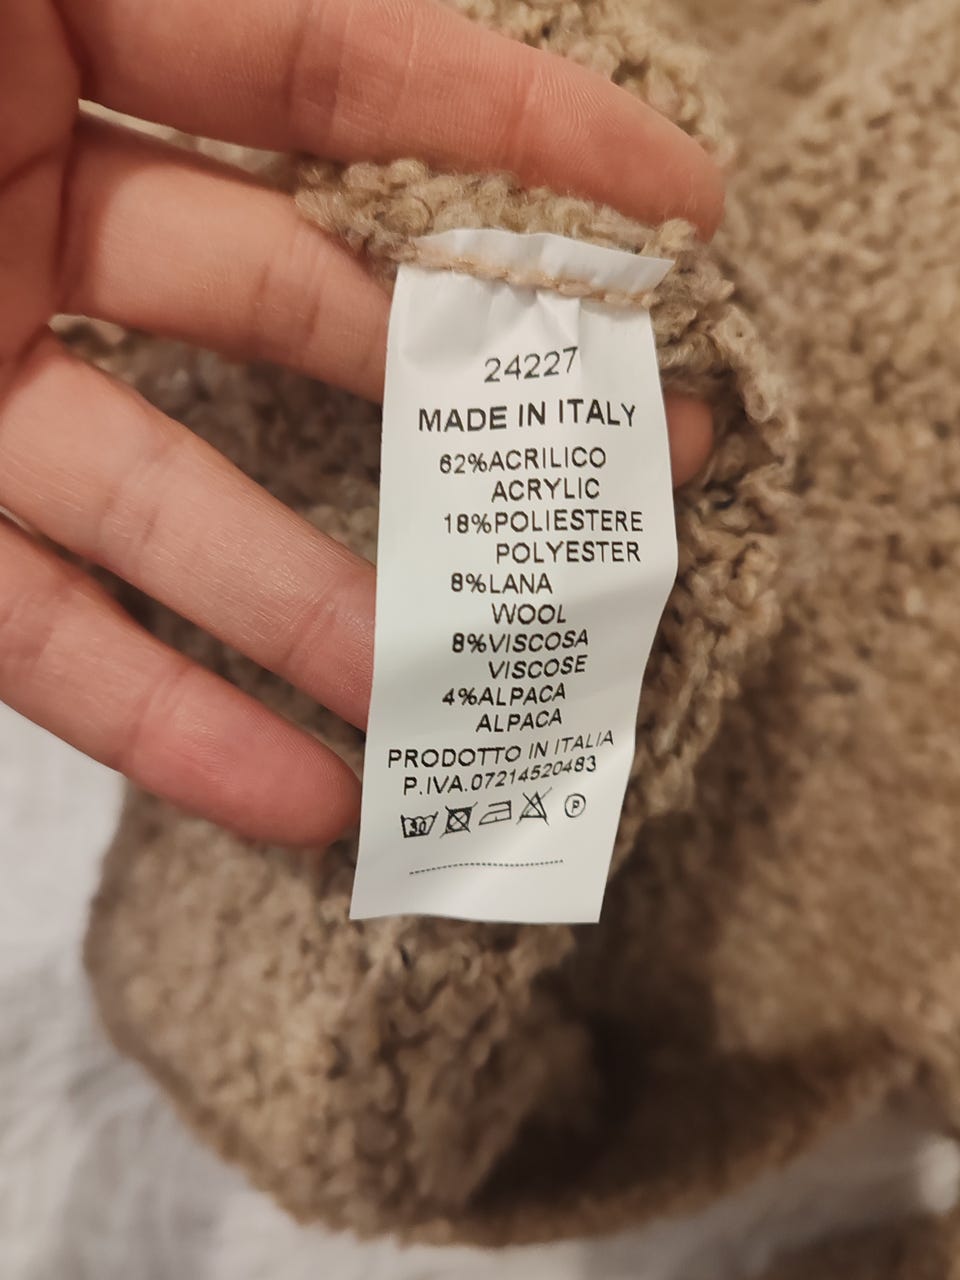 24227
MADE IN ITALY
62%ACRILICO
ACRYLIC
18%POLIESTERE
POLYESTER
8%LANA
WOOL
8%VISCOSA
VISCOSE
4%ALPACA
ALPACA
PRODOTTO IN ITALIA
P.IVA.07214520483
30 P